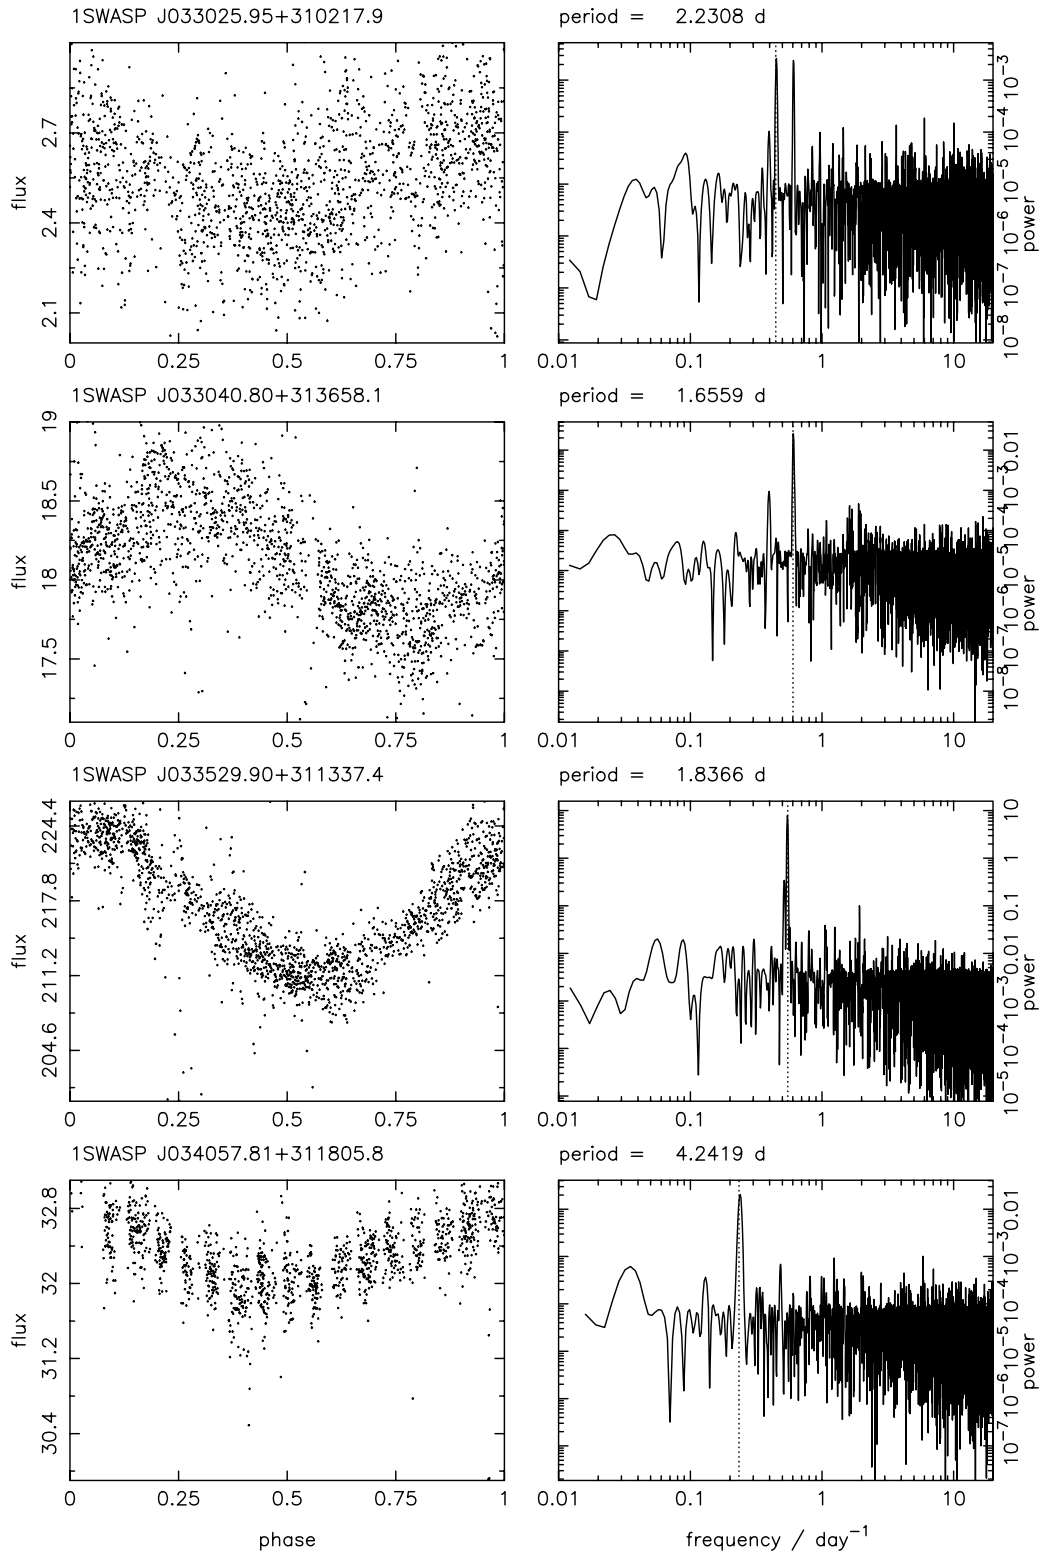 1SWASP J033025.95+310217.9
period = 2.2308 d
flux
2.7
2.4
2.1
0 0.25 0.5 0.75 1
10⁻³
10⁻⁴
10⁻⁵
10⁻⁶
10⁻⁷
10⁻⁸
power
0.01 0.1 1 10
1SWASP J033040.80+313658.1
period = 1.6559 d
flux
19
18.5
18
17.5
0 0.25 0.5 0.75 1
0.01
10⁻³
10⁻⁴
10⁻⁵
10⁻⁶
10⁻⁷
10⁻⁸
power
0.01 0.1 1 10
1SWASP J033529.90+311337.4
period = 1.8366 d
flux
224.4
217.8
211.2
204.6
0 0.25 0.5 0.75 1
10
1
0.1
0.01
10⁻³
10⁻⁴
10⁻⁵
power
0.01 0.1 1 10
1SWASP J034057.81+311805.8
period = 4.2419 d
flux
32.8
32
31.2
30.4
0 0.25 0.5 0.75 1
phase
0.01
10⁻³
10⁻⁴
10⁻⁵
10⁻⁶
10⁻⁷
power
0.01 0.1 1 10
frequency / day⁻¹